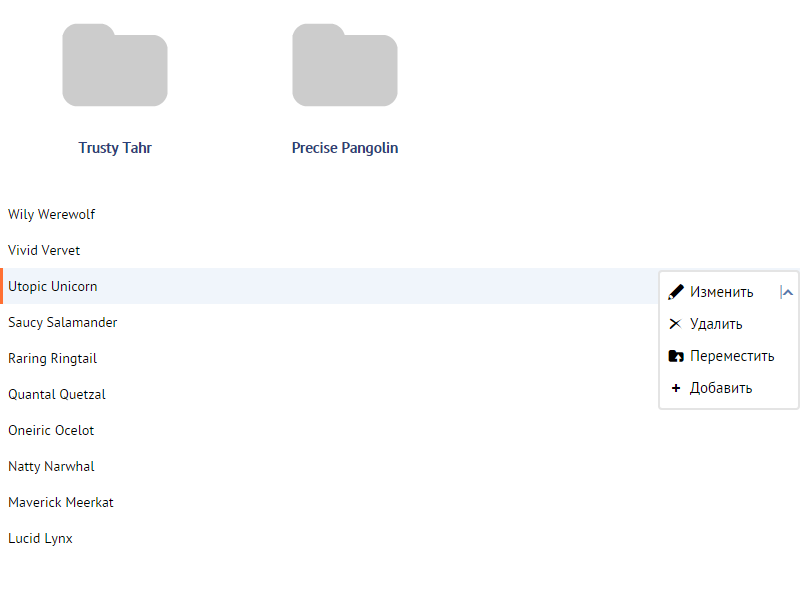 Trusty Tahr
Precise Pangolin
Wily Werewolf
Vivid Vervet
Utopic Unicorn
Saucy Salamander
Raring Ringtail
Quantal Quetzal
Oneiric Ocelot
Natty Narwhal
Maverick Meerkat
Lucid Lynx
Изменить
Удалить
Переместить
Добавить